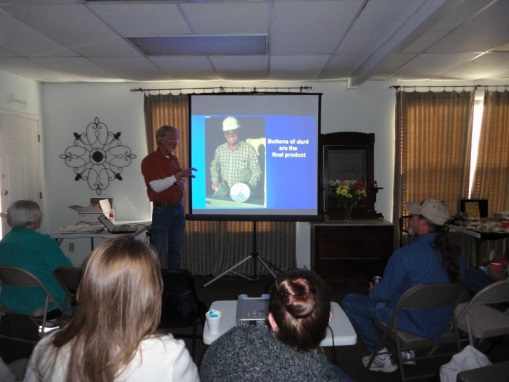 Buttons of doré
are the
final product